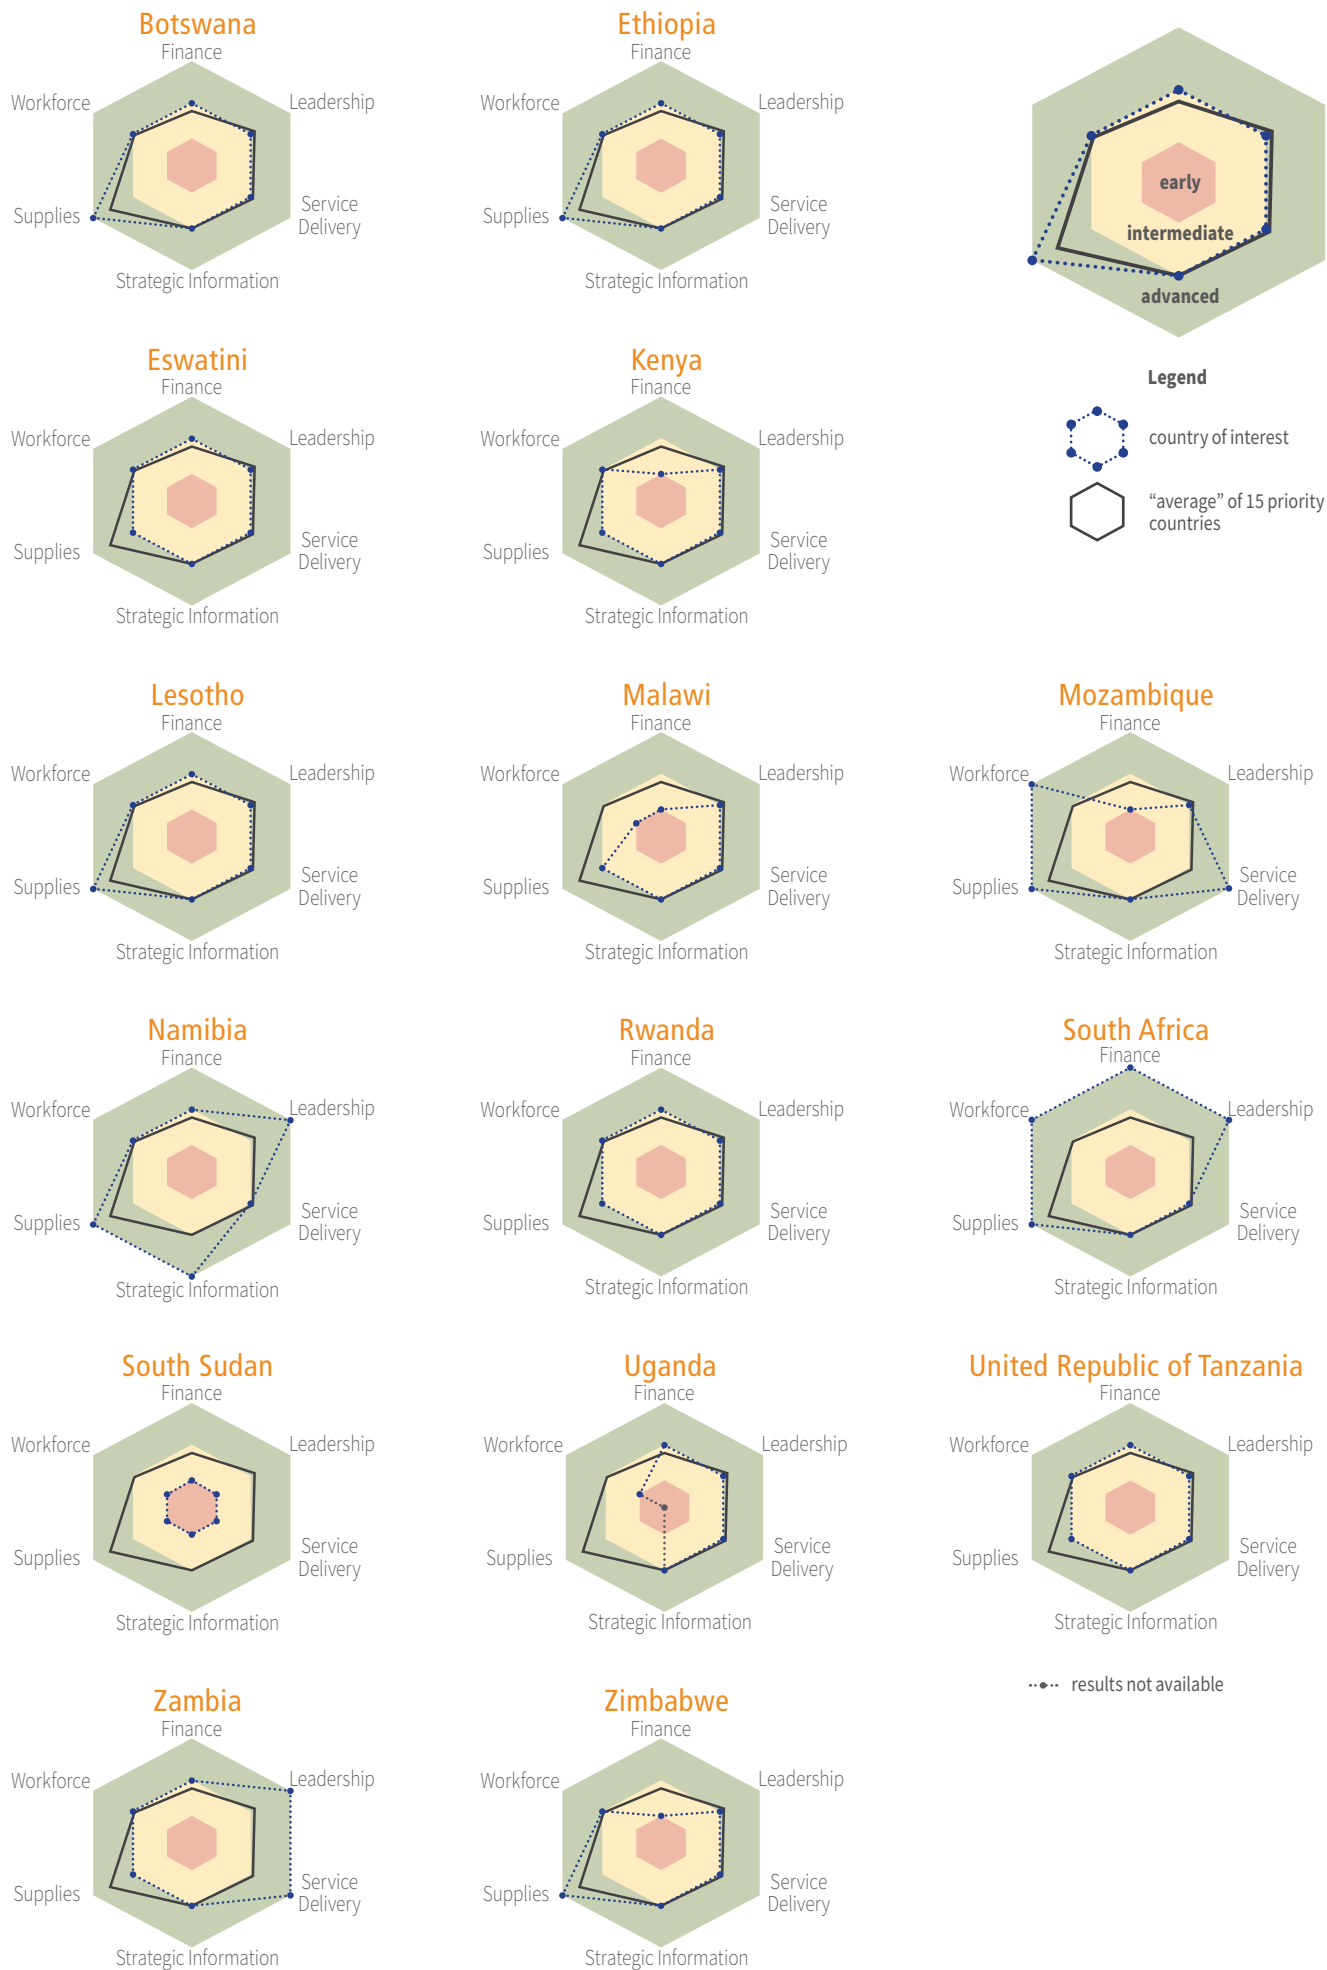 Botswana
Finance
Workforce
Leadership
Supplies
Service
Delivery
Strategic Information
Ethiopia
Finance
Workforce
Leadership
Supplies
Service
Delivery
Strategic Information
early
intermediate
advanced
Legend
country of interest
“average” of 15 priority
countries
Eswatini
Finance
Workforce
Leadership
Supplies
Service
Delivery
Strategic Information
Kenya
Finance
Workforce
Leadership
Supplies
Service
Delivery
Strategic Information
Lesotho
Finance
Workforce
Leadership
Supplies
Service
Delivery
Strategic Information
Malawi
Finance
Workforce
Leadership
Supplies
Service
Delivery
Strategic Information
Mozambique
Finance
Workforce
Leadership
Supplies
Service
Delivery
Strategic Information
Namibia
Finance
Workforce
Leadership
Supplies
Service
Delivery
Strategic Information
Rwanda
Finance
Workforce
Leadership
Supplies
Service
Delivery
Strategic Information
South Africa
Finance
Workforce
Leadership
Supplies
Service
Delivery
Strategic Information
South Sudan
Finance
Workforce
Leadership
Supplies
Service
Delivery
Strategic Information
Uganda
Finance
Workforce
Leadership
Supplies
Service
Delivery
Strategic Information
United Republic of Tanzania
Finance
Workforce
Leadership
Supplies
Service
Delivery
Strategic Information
results not available
Zambia
Finance
Workforce
Leadership
Supplies
Service
Delivery
Strategic Information
Zimbabwe
Finance
Workforce
Leadership
Supplies
Service
Delivery
Strategic Information